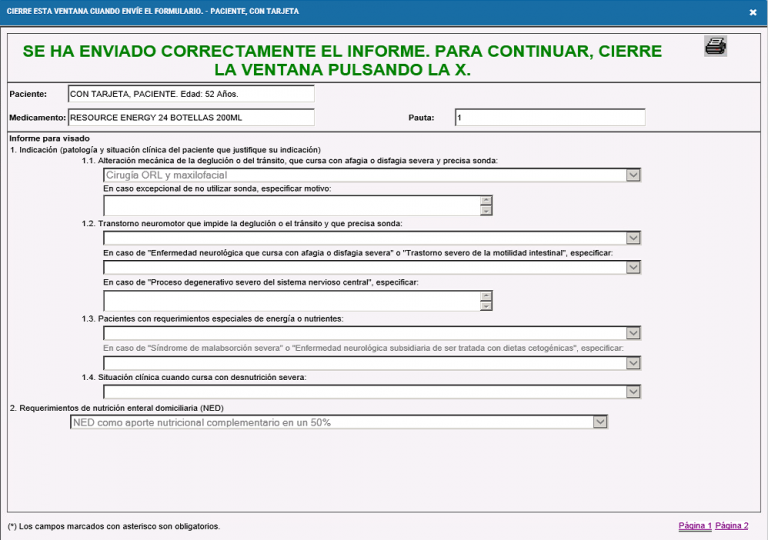 CIERRE ESTA VENTANA CUANDO ENVÍE EL FORMULARIO. - PACIENTE, CON TARJETA
SE HA ENVIADO CORRECTAMENTE EL INFORME. PARA CONTINUAR, CIERRE
LA VENTANA PULSANDO LA X.
Paciente: CON TARJETA, PACIENTE. Edad: 52 Años.
Medicamento: RESOURCE ENERGY 24 BOTELLAS 200ML Pauta: 1
Informe para visado
1. Indicación (patología y situación clínica del paciente que justifique su indicación)
1.1. Alteración mecánica de la deglución o del tránsito, que cursa con afagia o disfagia severa y precisa sonda:
Cirugía ORL y maxilofacial
En caso excepcional de no utilizar sonda, especificar motivo:
1.2. Transtorno neuromotor que impide la deglución o el tránsito y que precisa sonda:
En caso de "Enfermedad neurológica que cursa con afagia o disfagia severa" o "Trastorno severo de la motilidad intestinal", especificar:
En caso de "Proceso degenerativo severo del sistema nervioso central", especificar:
1.3. Pacientes con requerimientos especiales de energía o nutrientes:
En caso de "Síndrome de malabsorción severa" o "Enfermedad neurológica subsidiaria de ser tratada con dietas cetogénicas", especificar:
1.4. Situación clínica cuando cursa con desnutrición severa:
2. Requerimientos de nutrición enteral domiciliaria (NED)
NED como aporte nutricional complementario en un 50%
(*) Los campos marcados con asterisco son obligatorios. Página 1 Página 2